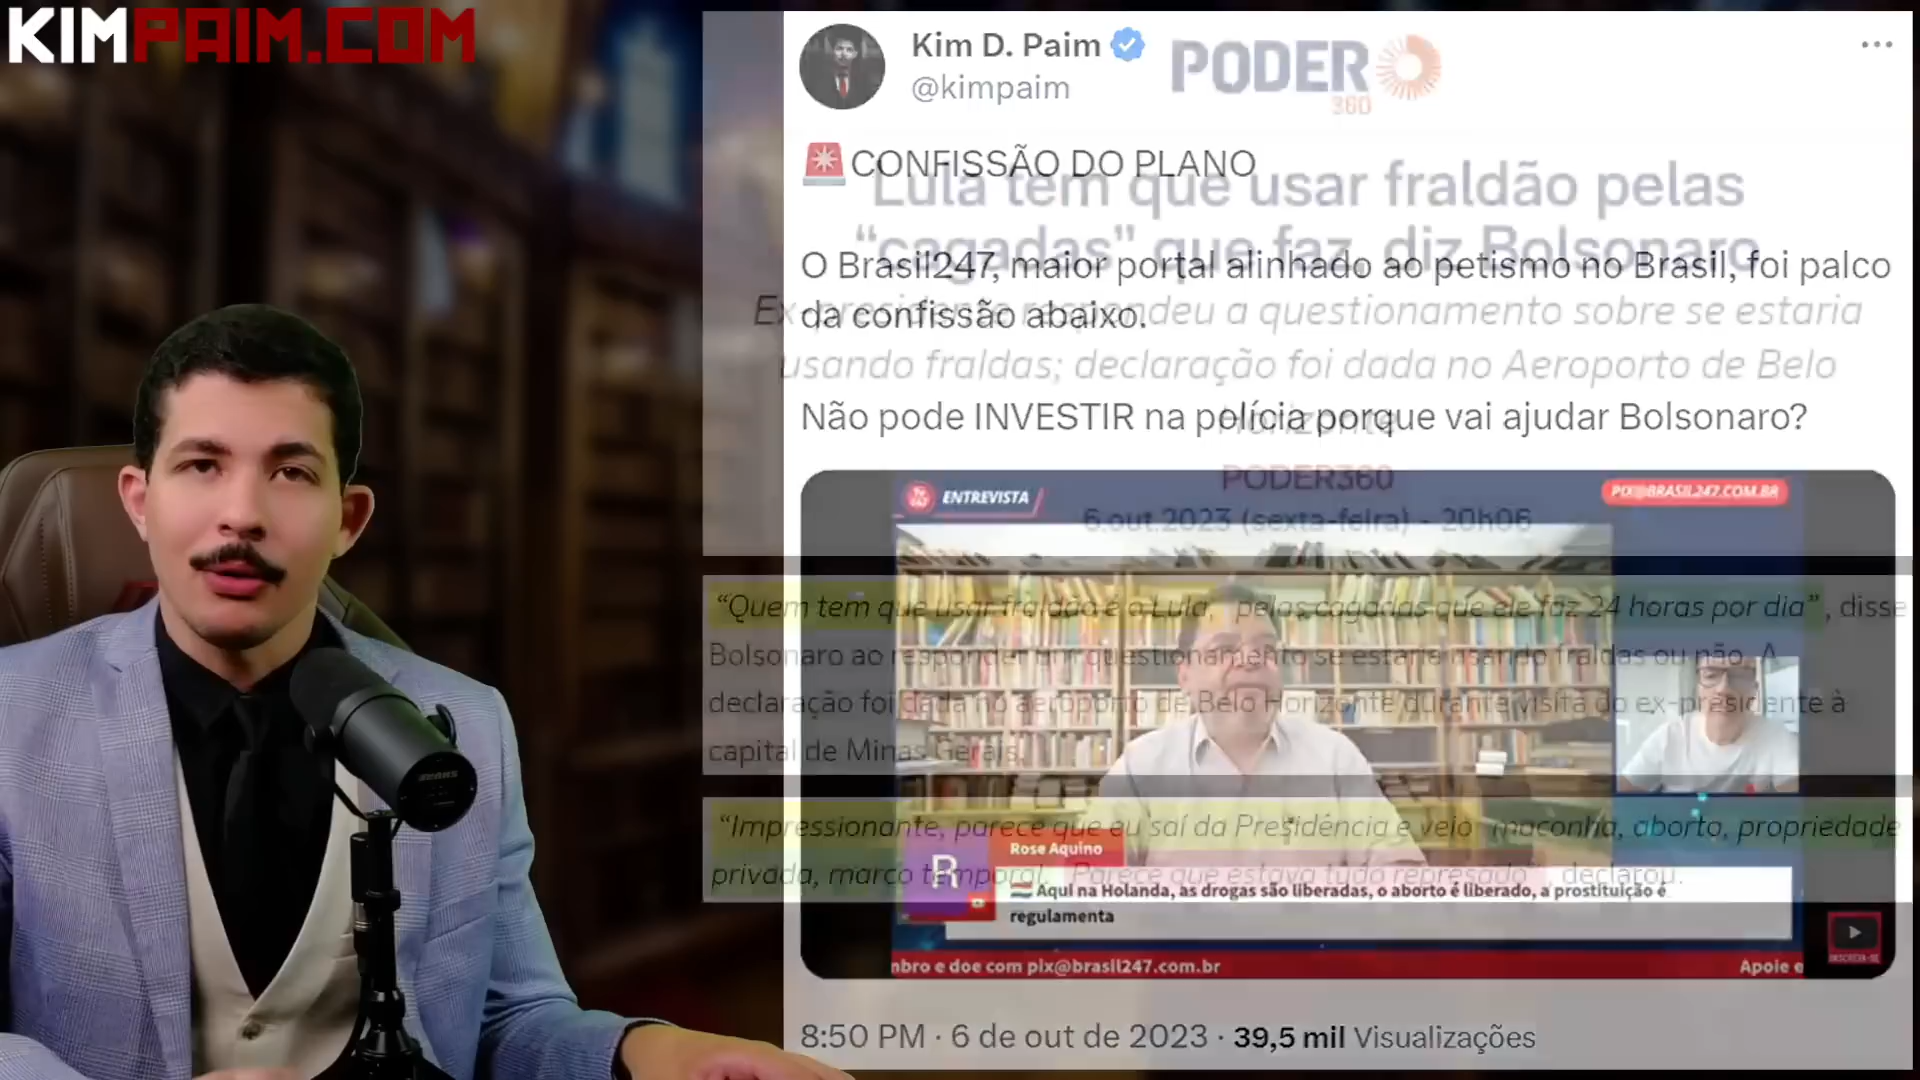 KIMPAIM.COM
Kim D. Paim
@kimpaim
PODER
360
CONFISSÃO DO PLANO
Lula tem que usar fraldão pelas
“cagadas” que faz, diz Bolsonaro
O Brasil247, maior portal alinhado ao petismo no Brasil, foi palco
da confissão abaixo.
Ex-presidente respondeu a questionamento sobre se estaria
usando fraldas; declaração foi dada no Aeroporto de Belo
Horizonte
Não pode INVESTIR na polícia porque vai ajudar Bolsonaro?
PODER360
6.out.2023 (sexta-feira) - 20h06
ENTREVISTA
PIX@BRASIL247.COM.BR
“Quem tem que usar fraldão é o Lula, pelas cagadas que ele faz 24 horas por dia”, disse
Bolsonaro ao responder um questionamento se estaria usando fraldas ou não. A
declaração foi dada no aeroporto de Belo Horizonte durante visita do ex-presidente à
capital de Minas Gerais.
“Impressionante, parece que eu saí da Presidência e veio maconha, aborto, propriedade
privada, marco temporal. Parece que estava tudo represado”, declarou.
R
Rose Aquino
Aqui na Holanda, as drogas são liberadas, o aborto é liberado, a prostituição é
regulamenta
INSCREVA-SE
nbro e doe com pix@brasil247.com.br
Apoie e
8:50 PM · 6 de out de 2023 · 39,5 mil Visualizações